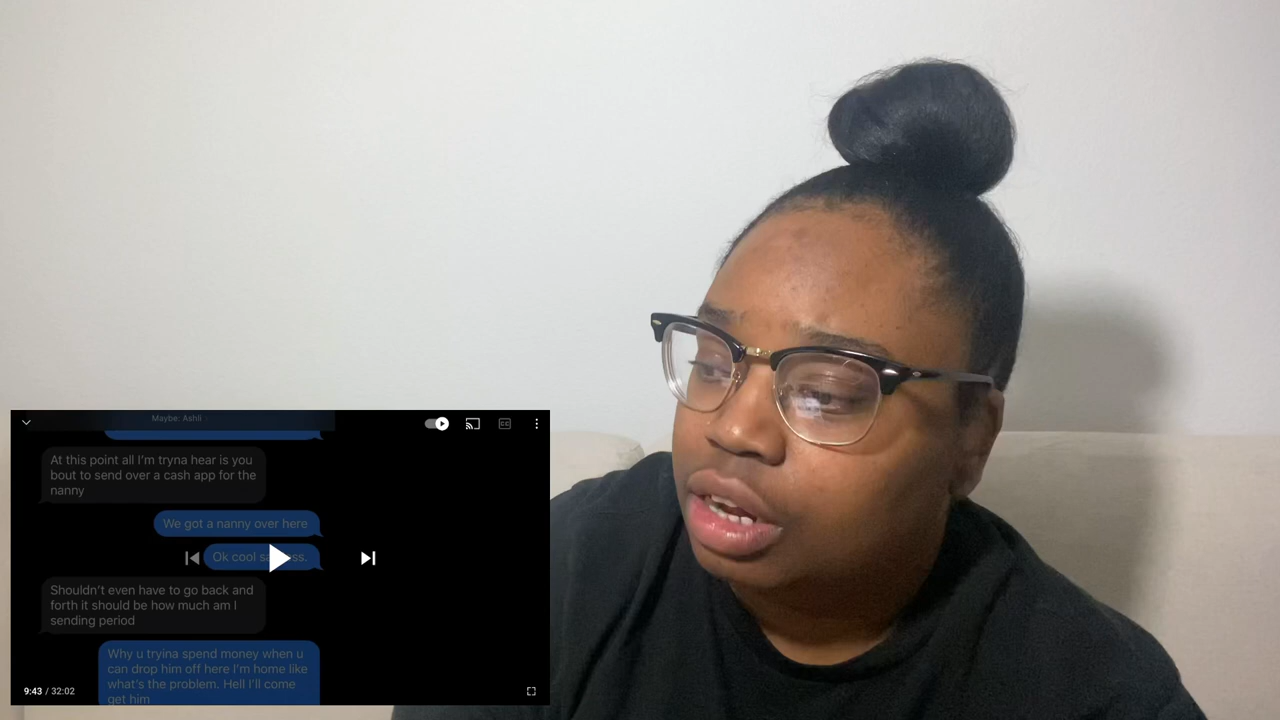 Maybe: Ashli
CC
At this point all I'm tryna hear is you
bout to send over a cash app for the
nanny
We got a nanny over here
Ok cool
Shouldn't even have to go back and
forth it should be how much am I
sending period
Why u tryina spend money when u
can drop him off here I'm home like
what's the problem. Hell I'll come
get him
9:43 / 32:02